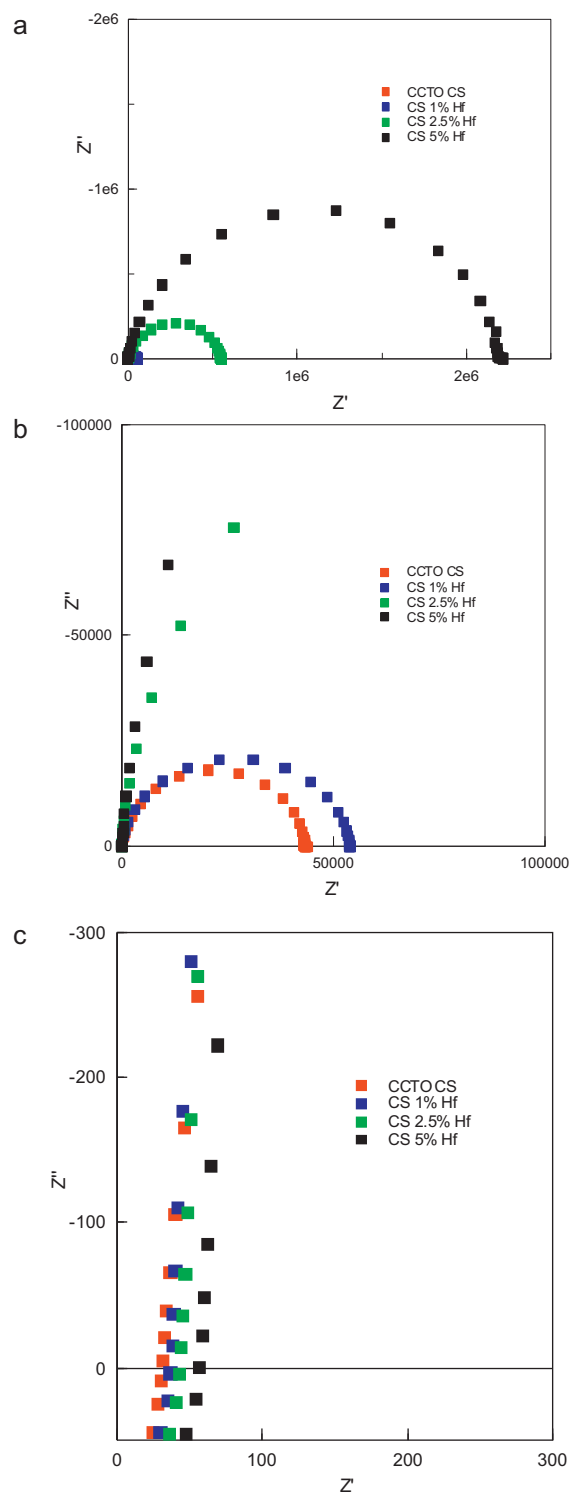 a
-2e6
CCTO CS
CS 1% Hf
CS 2.5% Hf
CS 5% Hf
Z''
-1e6
0
0
1e6
2e6
Z'
b
-100000
CCTO CS
CS 1% Hf
CS 2.5% Hf
CS 5% Hf
Z''
-50000
0
0
50000
100000
Z'
c
-300
-200
CCTO CS
CS 1% Hf
CS 2.5% Hf
CS 5% Hf
Z''
-100
0
0
100
200
300
Z'